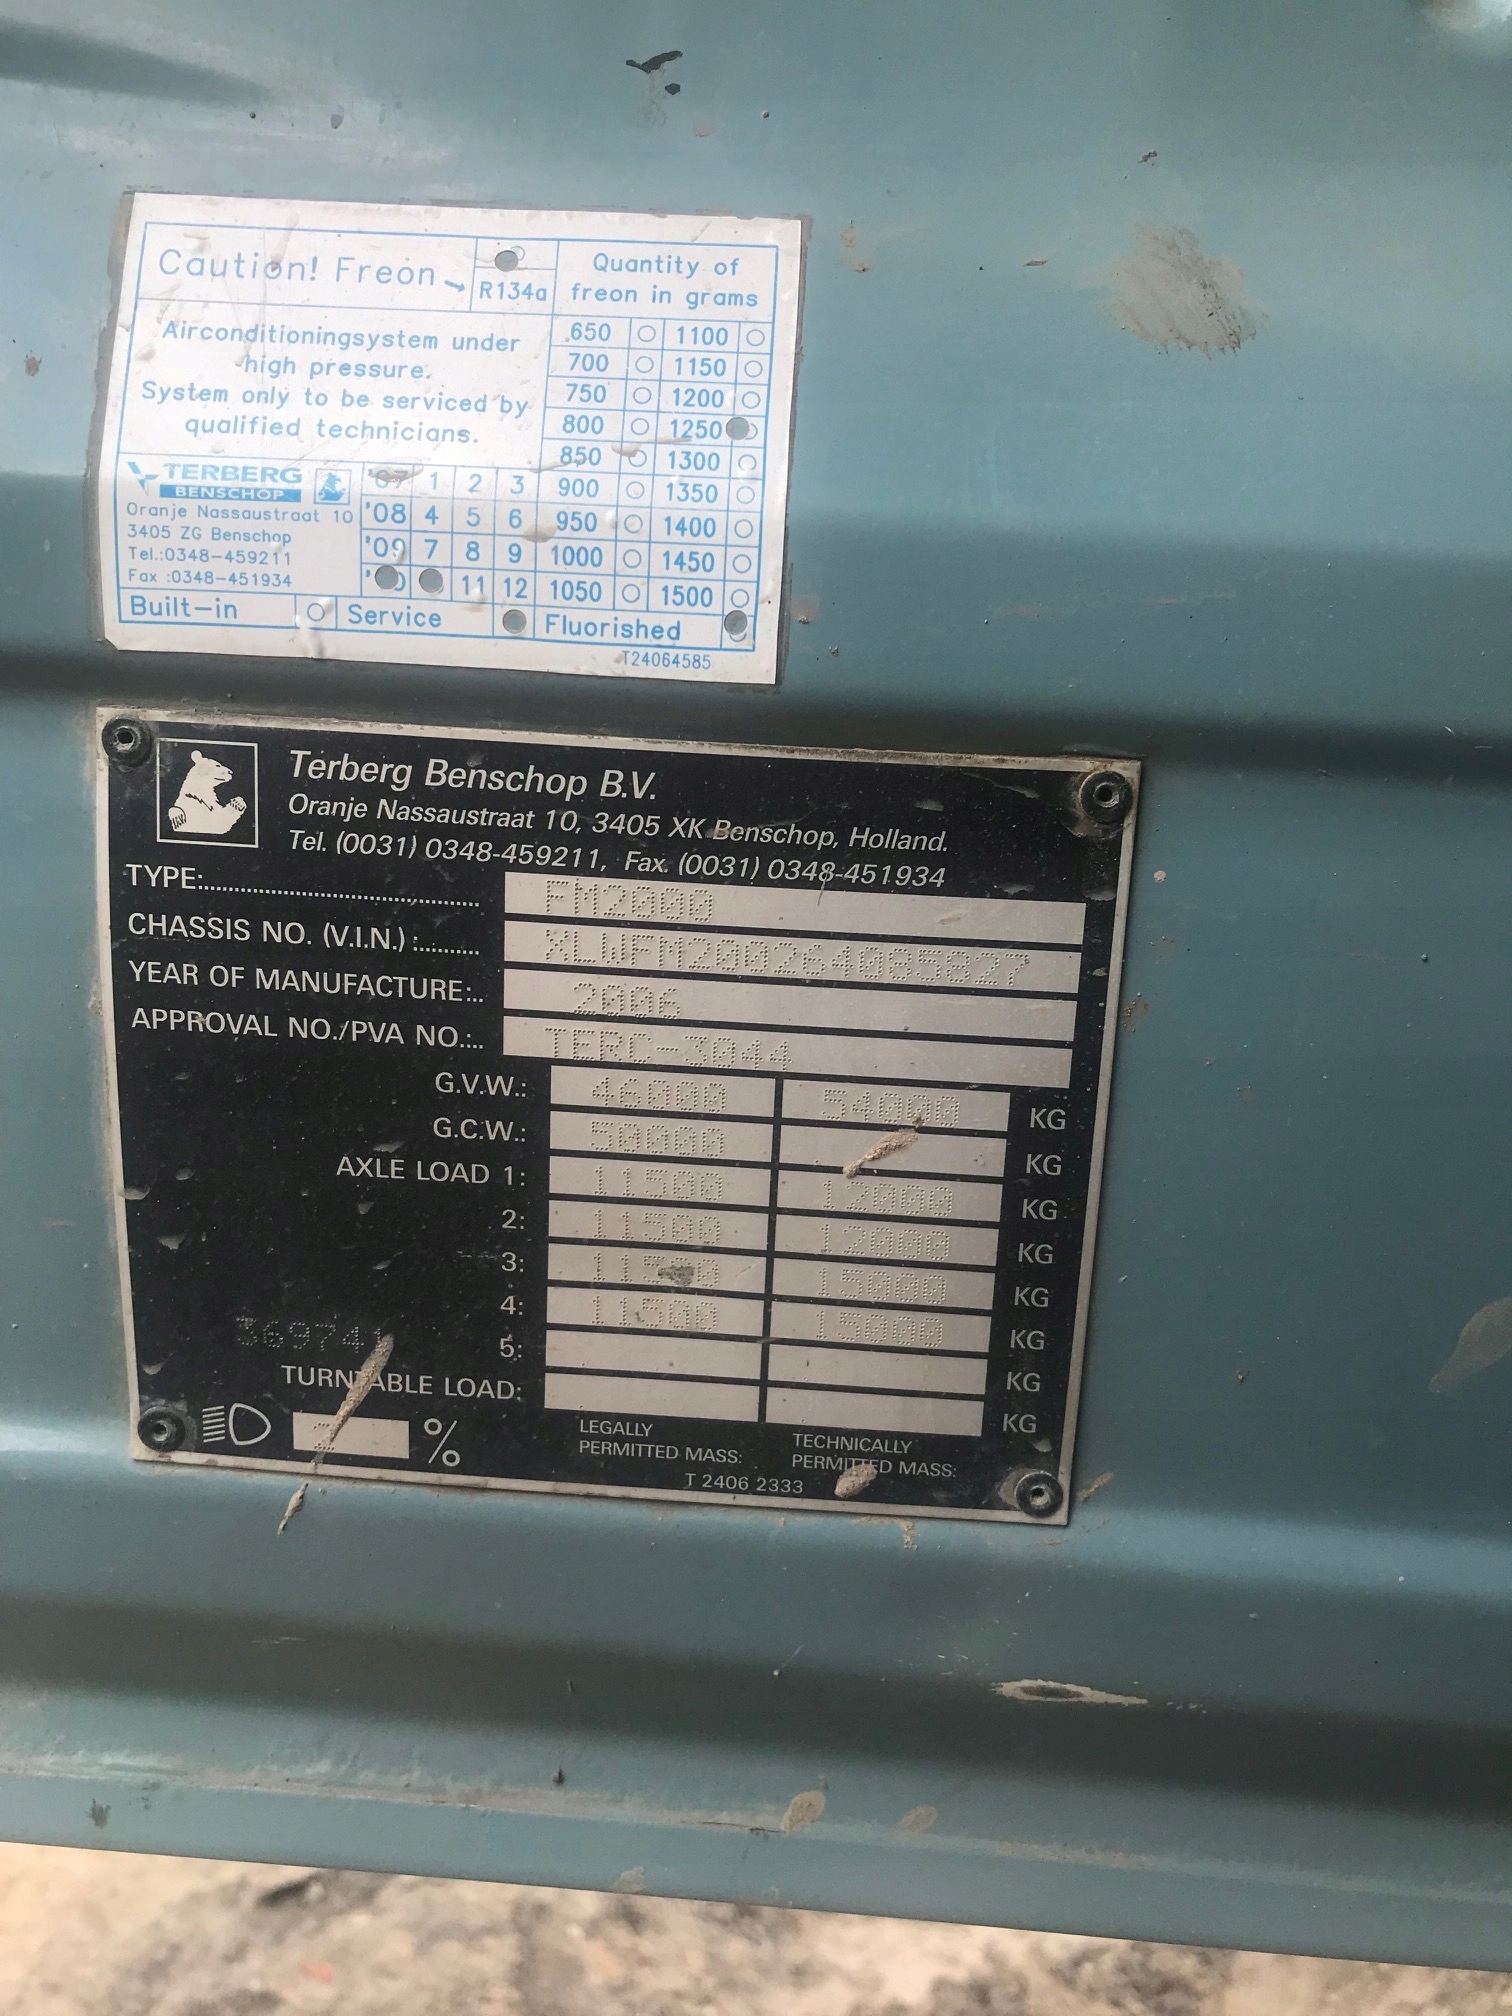 Caution! Freon
R134a
Quantity of
freon in grams
Airconditioningsystem under
high pressure.
System only to be serviced by
qualified technicians.
650 1100
700 1150
750 1200
800 1250
850 1300
900 1350
950 1400
1000 1450
1050 1500
TERBERG
BENSCHOP
Oranje Nassaustraat 10
3405 ZG Benschop
Tel.:0348-459211
Fax :0348-451934
'07 1 2 3
'08 4 5 6
'09 7 8 9
11 12
Built-in Service Fluorished
T24064585
Terberg Benschop B.V.
Oranje Nassaustraat 10, 3405 XK Benschop, Holland.
Tel. (0031) 0348-459211, Fax. (0031) 0348-451934
TYPE:.......... FM2000
CHASSIS NO. (V.I.N.) :.......... XLWFM200264085827
YEAR OF MANUFACTURE:.. 2006
APPROVAL NO./PVA NO.:.. TERC-3044
G.V.W.: 46000 54000 KG
G.C.W.: 50000 KG
AXLE LOAD 1: 11500 12000 KG
2: 11500 12000 KG
3: 11500 15000 KG
4: 11500 15000 KG
5: KG
TURNTABLE LOAD: KG
%
LEGALLY
PERMITTED MASS:
TECHNICALLY
PERMITTED MASS:
T 2406 2333